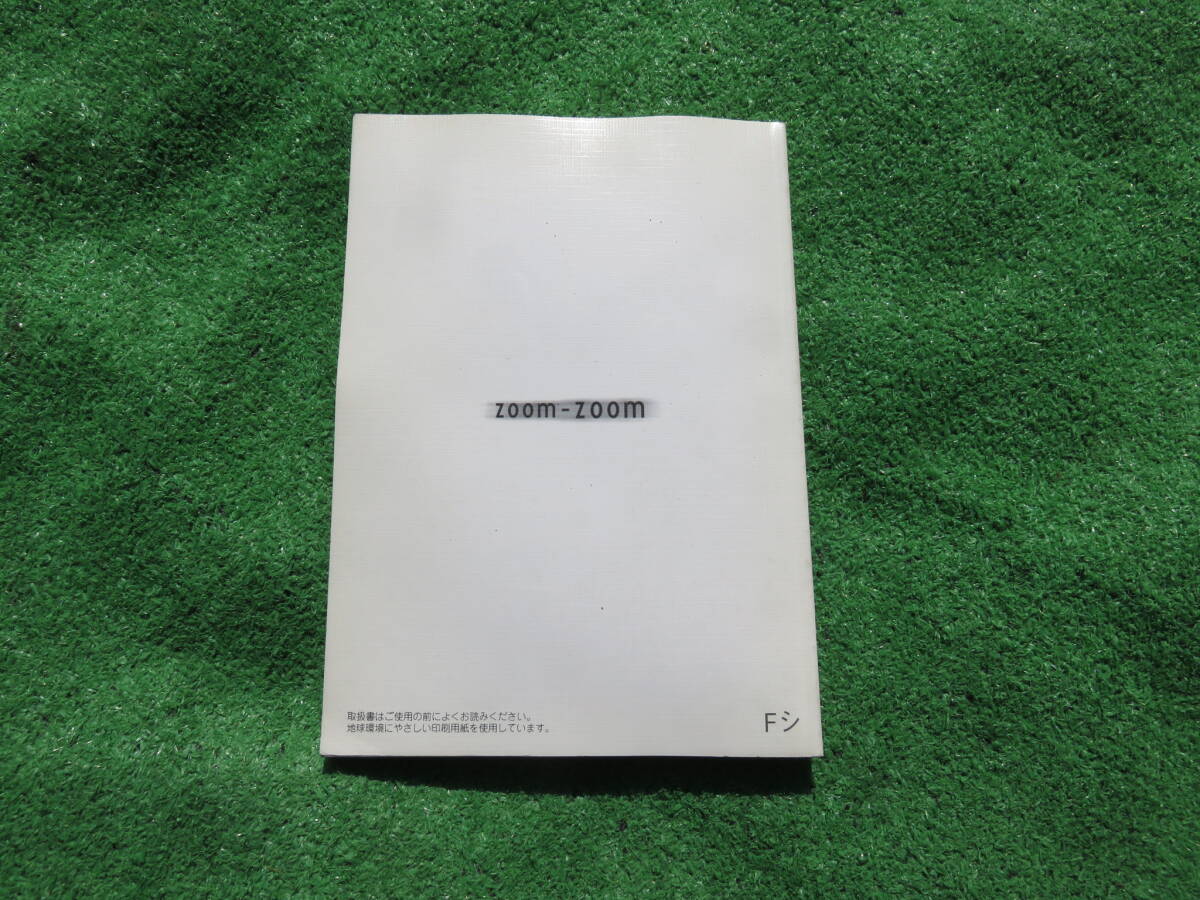 zoom-zoom
取扱書はご使用の前によくお読みください。
地球環境にやさしい印刷用紙を使用しています。
Fシ